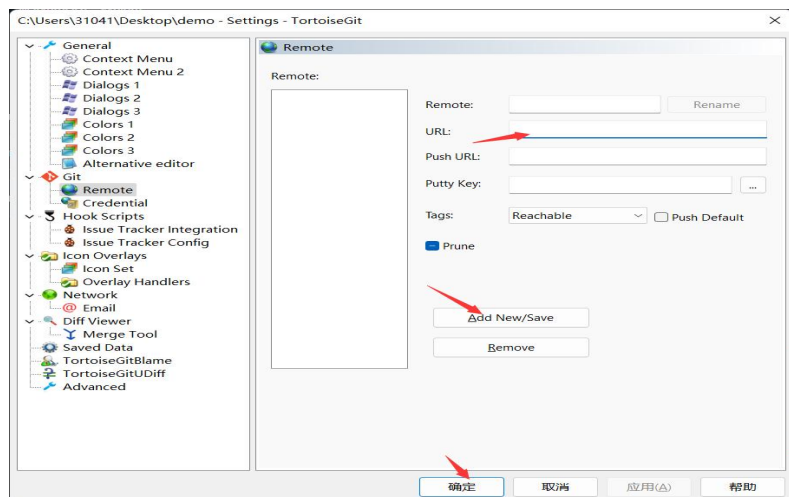 C:\Users\31041\Desktop\demo - Settings - TortoiseGit
General
Context Menu
Context Menu 2
Dialogs 1
Dialogs 2
Dialogs 3
Colors 1
Colors 2
Colors 3
Alternative editor
Git
Remote
Credential
Hook Scripts
Issue Tracker Integration
Issue Tracker Config
Icon Overlays
Icon Set
Overlay Handlers
Network
Email
Diff Viewer
Merge Tool
Saved Data
TortoiseGitBlame
TortoiseGitUDiff
Advanced
Remote
Remote:
Remote:
Rename
URL:
Push URL:
Putty Key:
...
Tags:
Reachable
Push Default
Prune
Add New/Save
Remove
确定
取消
应用(A)
帮助